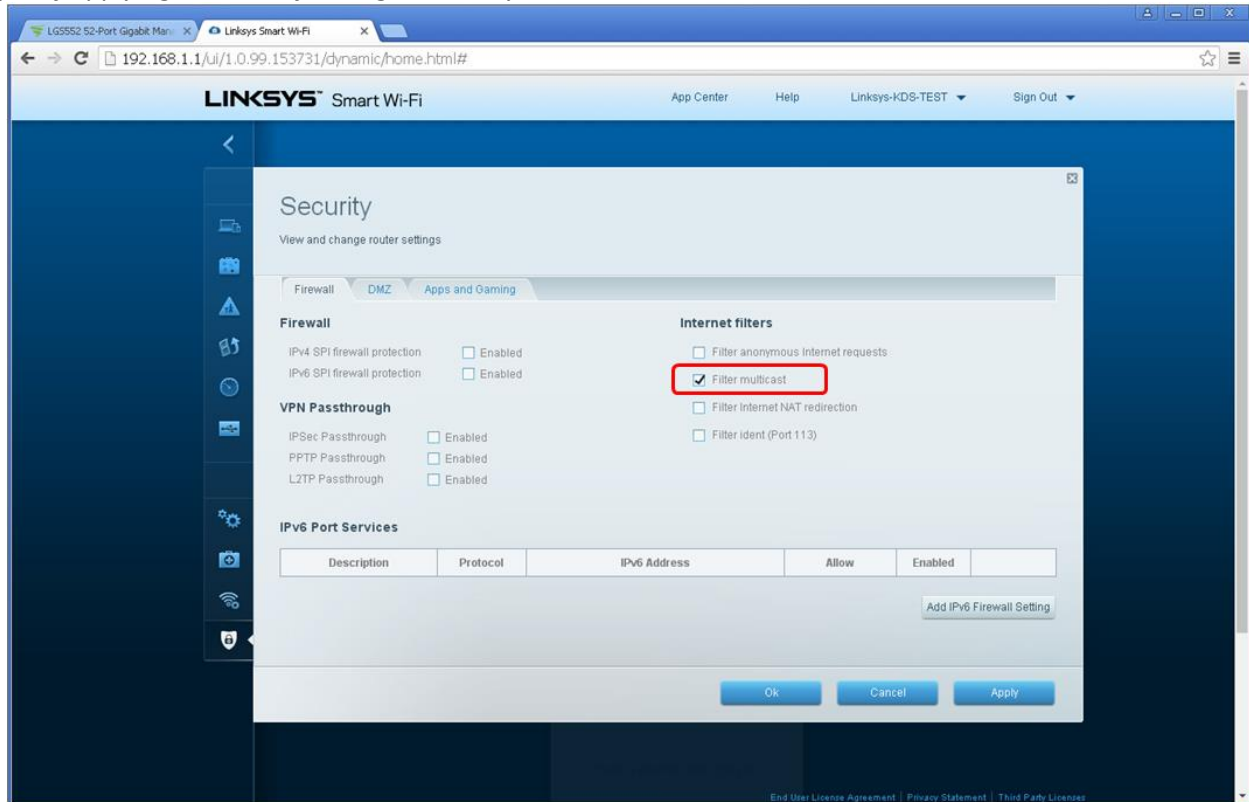 LGS552 52-Port Gigabit Man
Linksys Smart Wi-Fi
192.168.1.1/ui/1.0.99.153731/dynamic/home.html#
LINKSYS™ Smart Wi-Fi
App Center
Help
Linksys-KDS-TEST
Sign Out
Security
View and change router settings
Firewall
DMZ
Apps and Gaming
Firewall
IPv4 SPI firewall protection Enabled
IPv6 SPI firewall protection Enabled
VPN Passthrough
IPSec Passthrough Enabled
PPTP Passthrough Enabled
L2TP Passthrough Enabled
Internet filters
Filter anonymous Internet requests
Filter multicast
Filter Internet NAT redirection
Filter ident (Port 113)
IPv6 Port Services
Description Protocol IPv6 Address Allow Enabled
Add IPv6 Firewall Setting
Ok Cancel Apply
End User License Agreement | Privacy Statement | Third Party Licenses